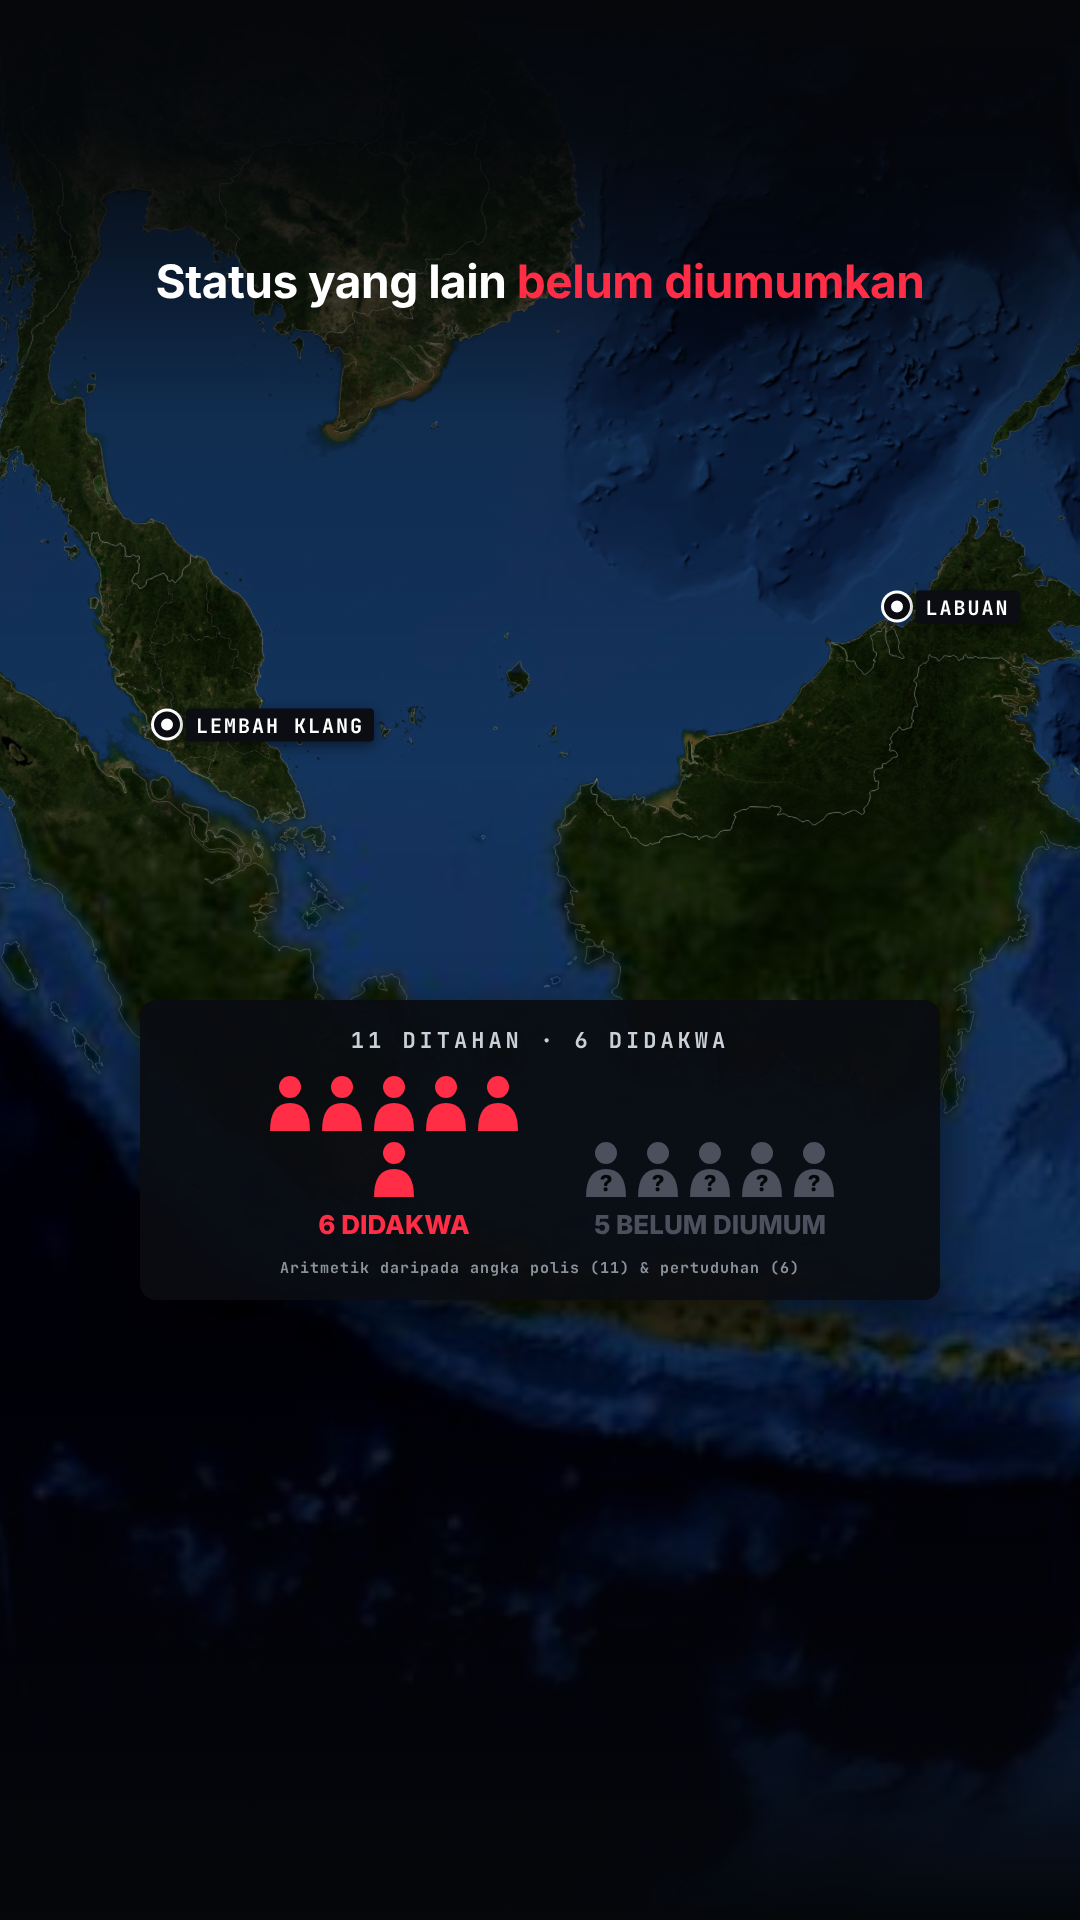 Status yang lain belum diumumkan
LABUAN
LEMBAH KLANG
11 DITAHAN · 6 DIDAKWA
? ? ? ? ?
6 DIDAKWA
5 BELUM DIUMUM
Aritmetik daripada angka polis (11) & pertuduhan (6)